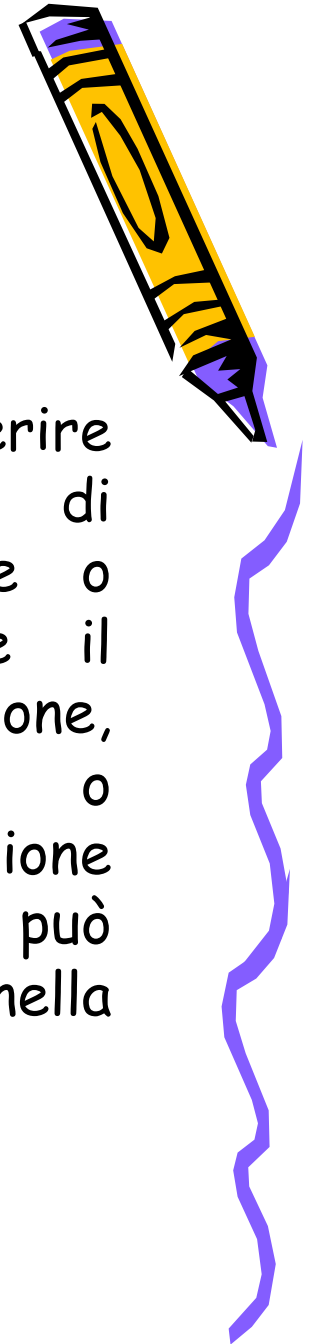 erire
di
e o
e il
one,
o
ione
può
nella